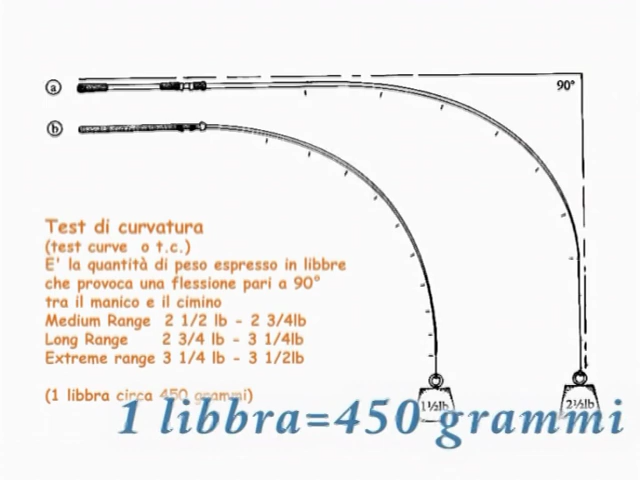 a
90°
b
Test di curvatura
(test curve o t.c.)
E' la quantità di peso espresso in libbre
che provoca una flessione pari a 90°
tra il manico e il cimino
Medium Range 2 1/2 lb - 2 3/4lb
Long Range 2 3/4 lb - 3 1/4lb
Extreme range 3 1/4 lb - 3 1/2lb
(1 libbra circa 450 grammi)
1½lb
2½lb
1 libbra=450 grammi